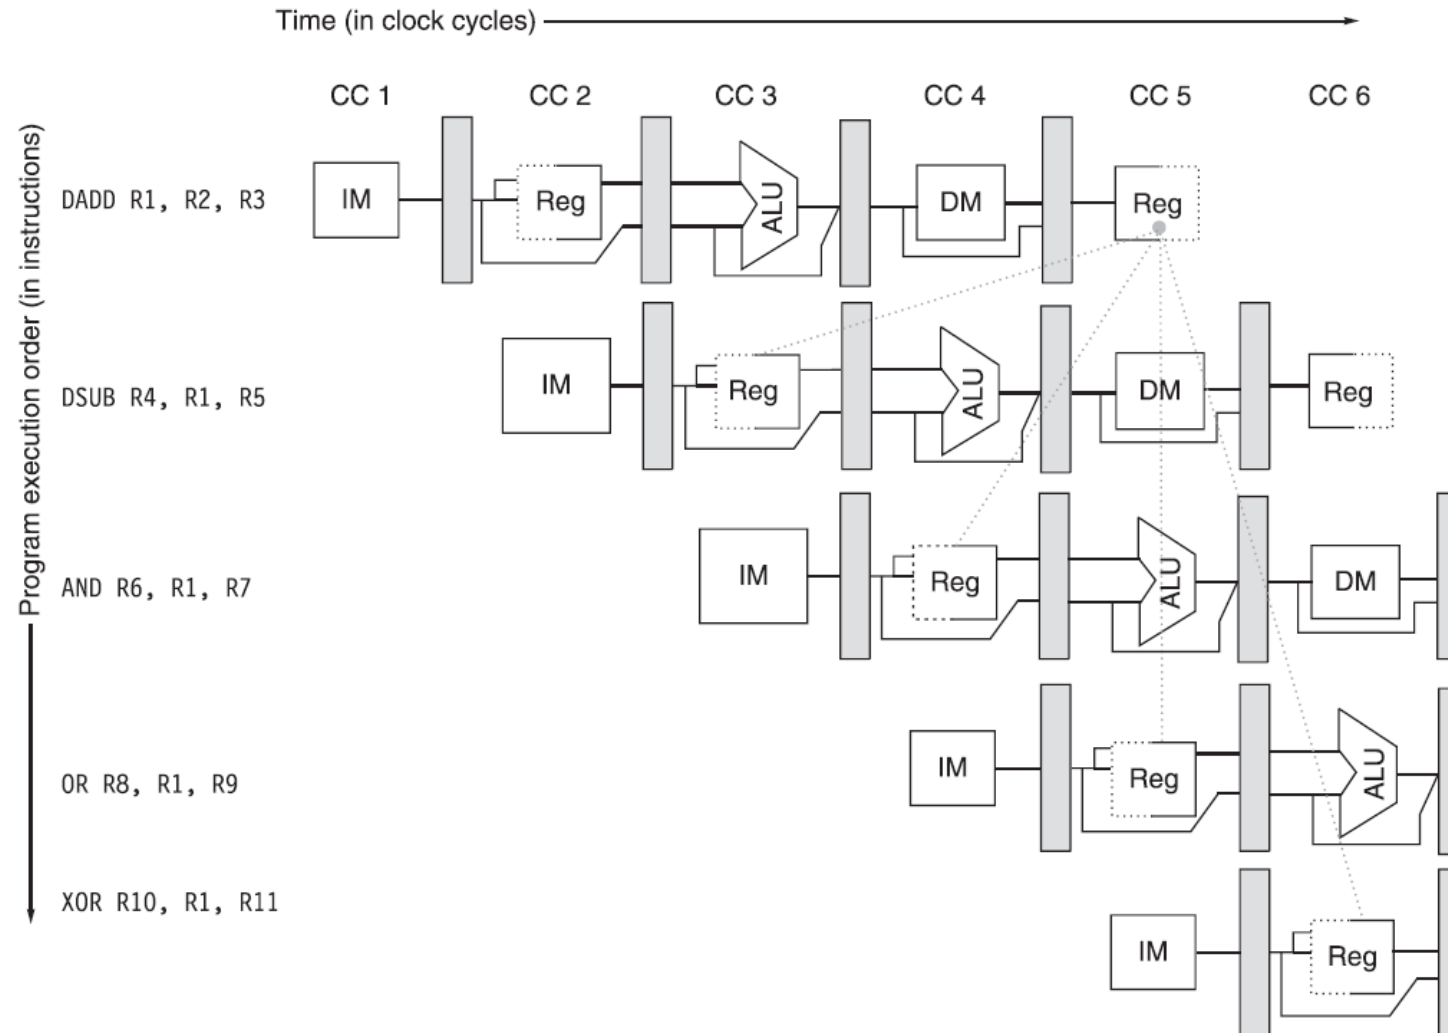 Time (in clock cycles)
CC 1 CC 2 CC 3 CC 4 CC 5 CC 6
Program execution order (in instructions)
DADD R1, R2, R3
IM Reg ALU DM Reg
DSUB R4, R1, R5
IM Reg ALU DM Reg
AND R6, R1, R7
IM Reg ALU DM
OR R8, R1, R9
IM Reg ALU
XOR R10, R1, R11
IM Reg